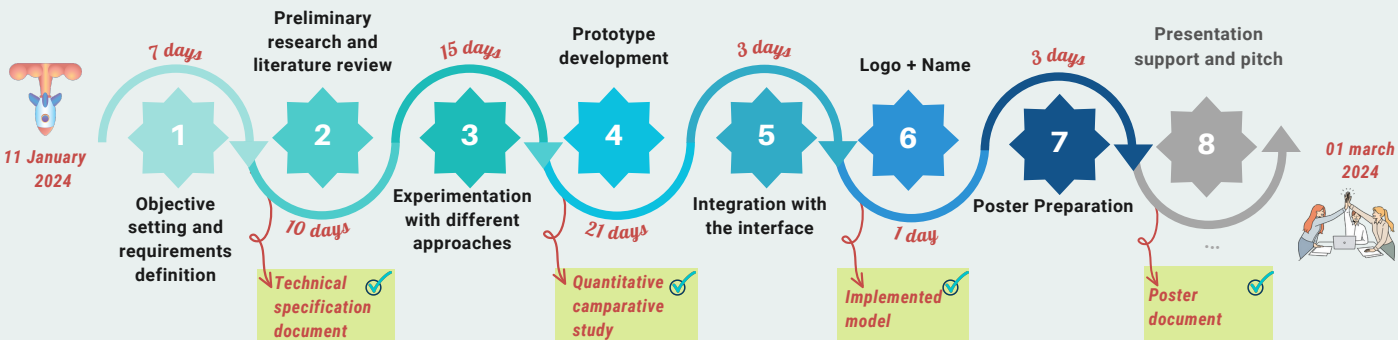 11 January
2024
7 days
1
Objective
setting and
requirements
definition
Preliminary
research and
literature review
2
10 days
Technical
specification
document
15 days
3
Experimentation
with different
approaches
Prototype
development
4
21 days
Quantitative
camparative
study
3 days
5
Integration with
the interface
Logo + Name
6
1 day
Implemented
model
3 days
7
Poster Preparation
Presentation
support and pitch
8
...
Poster
document
01 march
2024